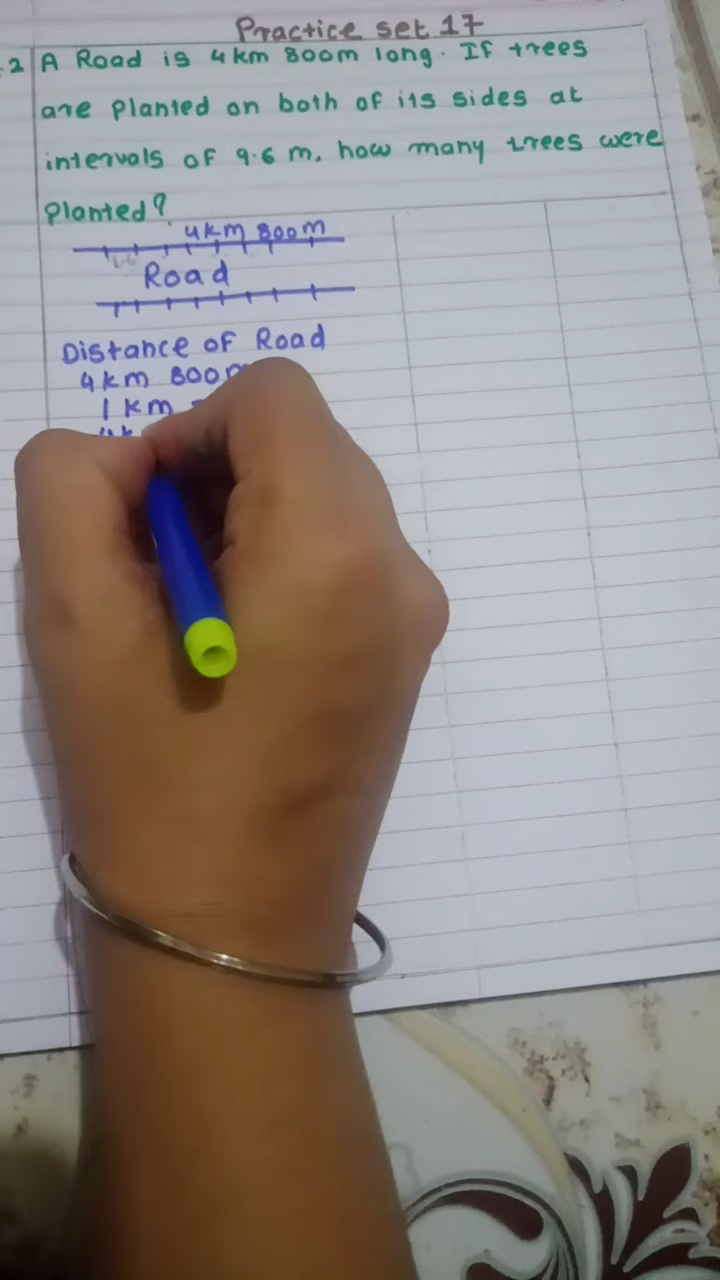 Practice set 17
.2 A Road is 4km 800m long. If trees
are planted on both of its sides at
intervals of 9.6 m, how many trees were
Planted?
4km 800m
Road
Distance of Road
4km
1 km